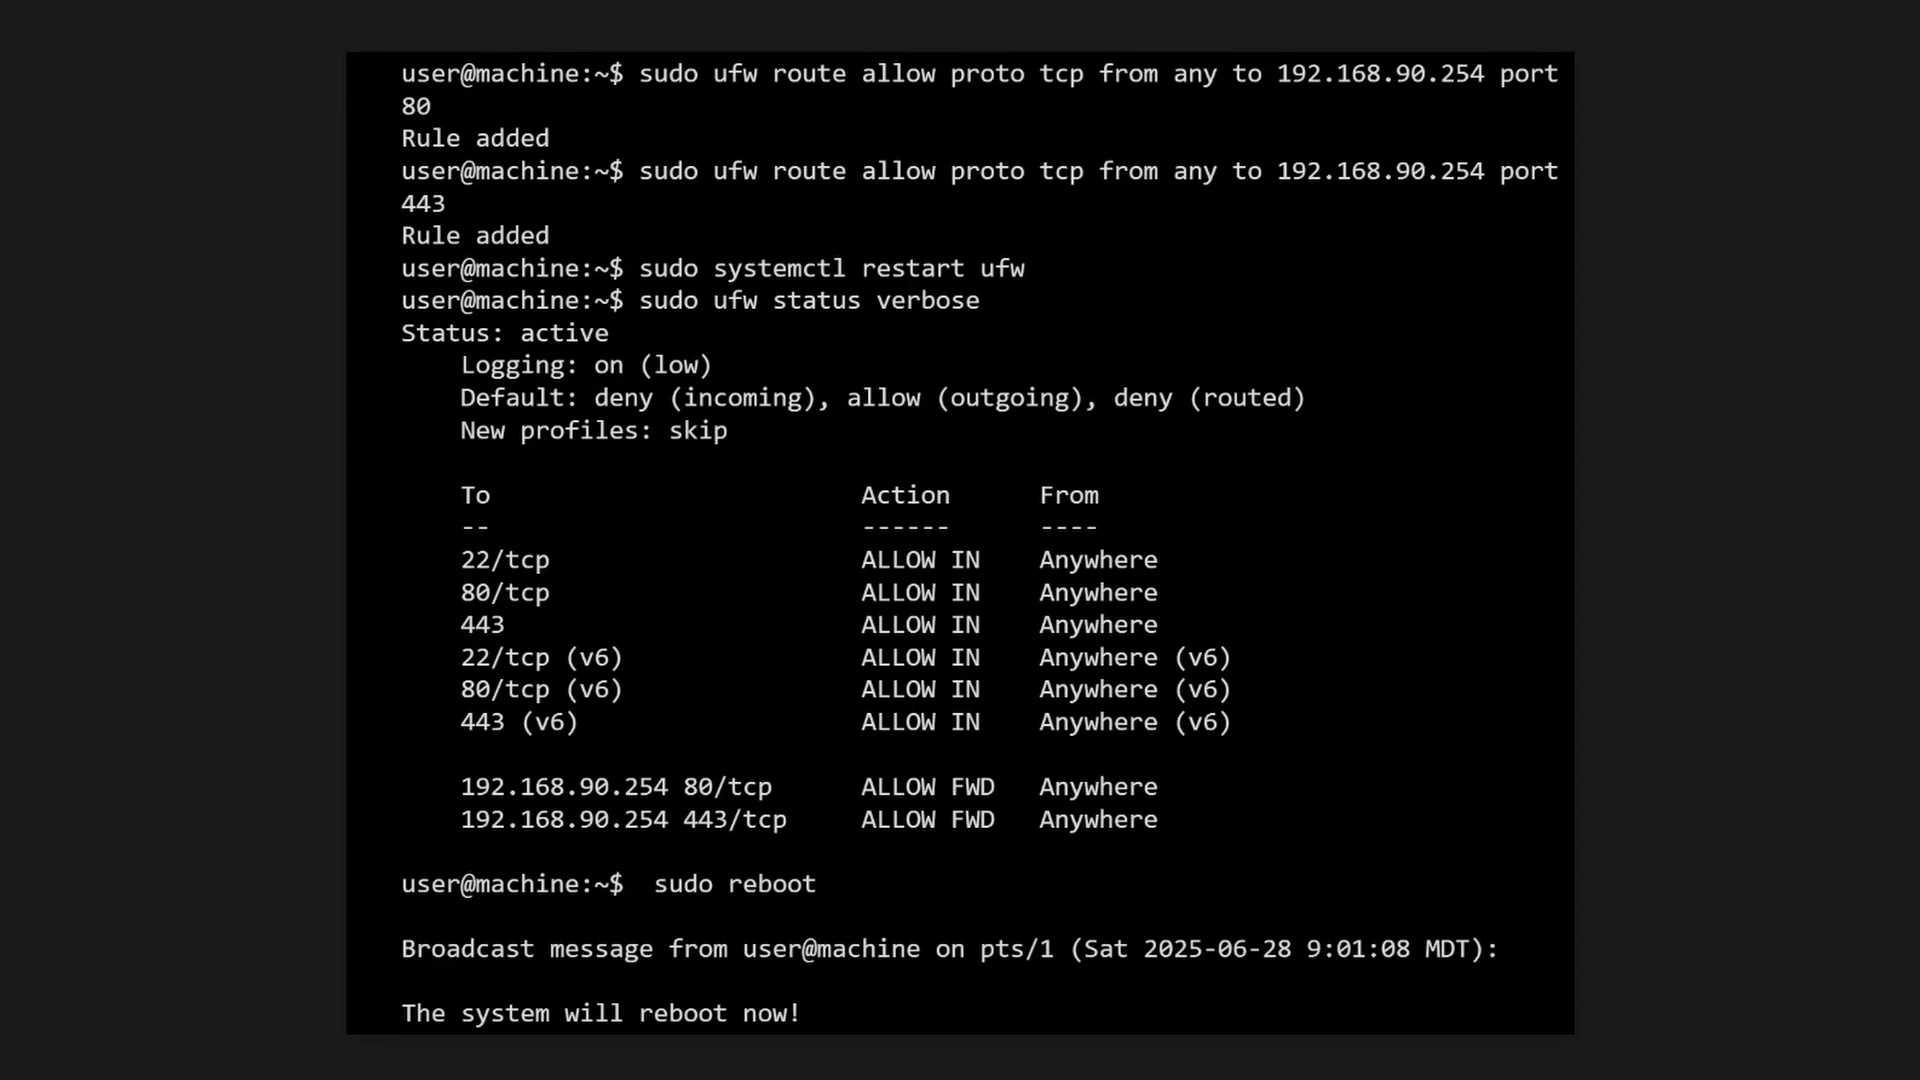 user@machine:~$ sudo ufw route allow proto tcp from any to 192.168.90.254 port
80
Rule added
user@machine:~$ sudo ufw route allow proto tcp from any to 192.168.90.254 port
443
Rule added
user@machine:~$ sudo systemctl restart ufw
user@machine:~$ sudo ufw status verbose
Status: active
    Logging: on (low)
    Default: deny (incoming), allow (outgoing), deny (routed)
    New profiles: skip

    To                         Action      From
    --                         ------      ----
    22/tcp                     ALLOW IN    Anywhere
    80/tcp                     ALLOW IN    Anywhere
    443                        ALLOW IN    Anywhere
    22/tcp (v6)                ALLOW IN    Anywhere (v6)
    80/tcp (v6)                ALLOW IN    Anywhere (v6)
    443 (v6)                   ALLOW IN    Anywhere (v6)

    192.168.90.254 80/tcp      ALLOW FWD   Anywhere
    192.168.90.254 443/tcp     ALLOW FWD   Anywhere

user@machine:~$  sudo reboot

Broadcast message from user@machine on pts/1 (Sat 2025-06-28 9:01:08 MDT):

The system will reboot now!